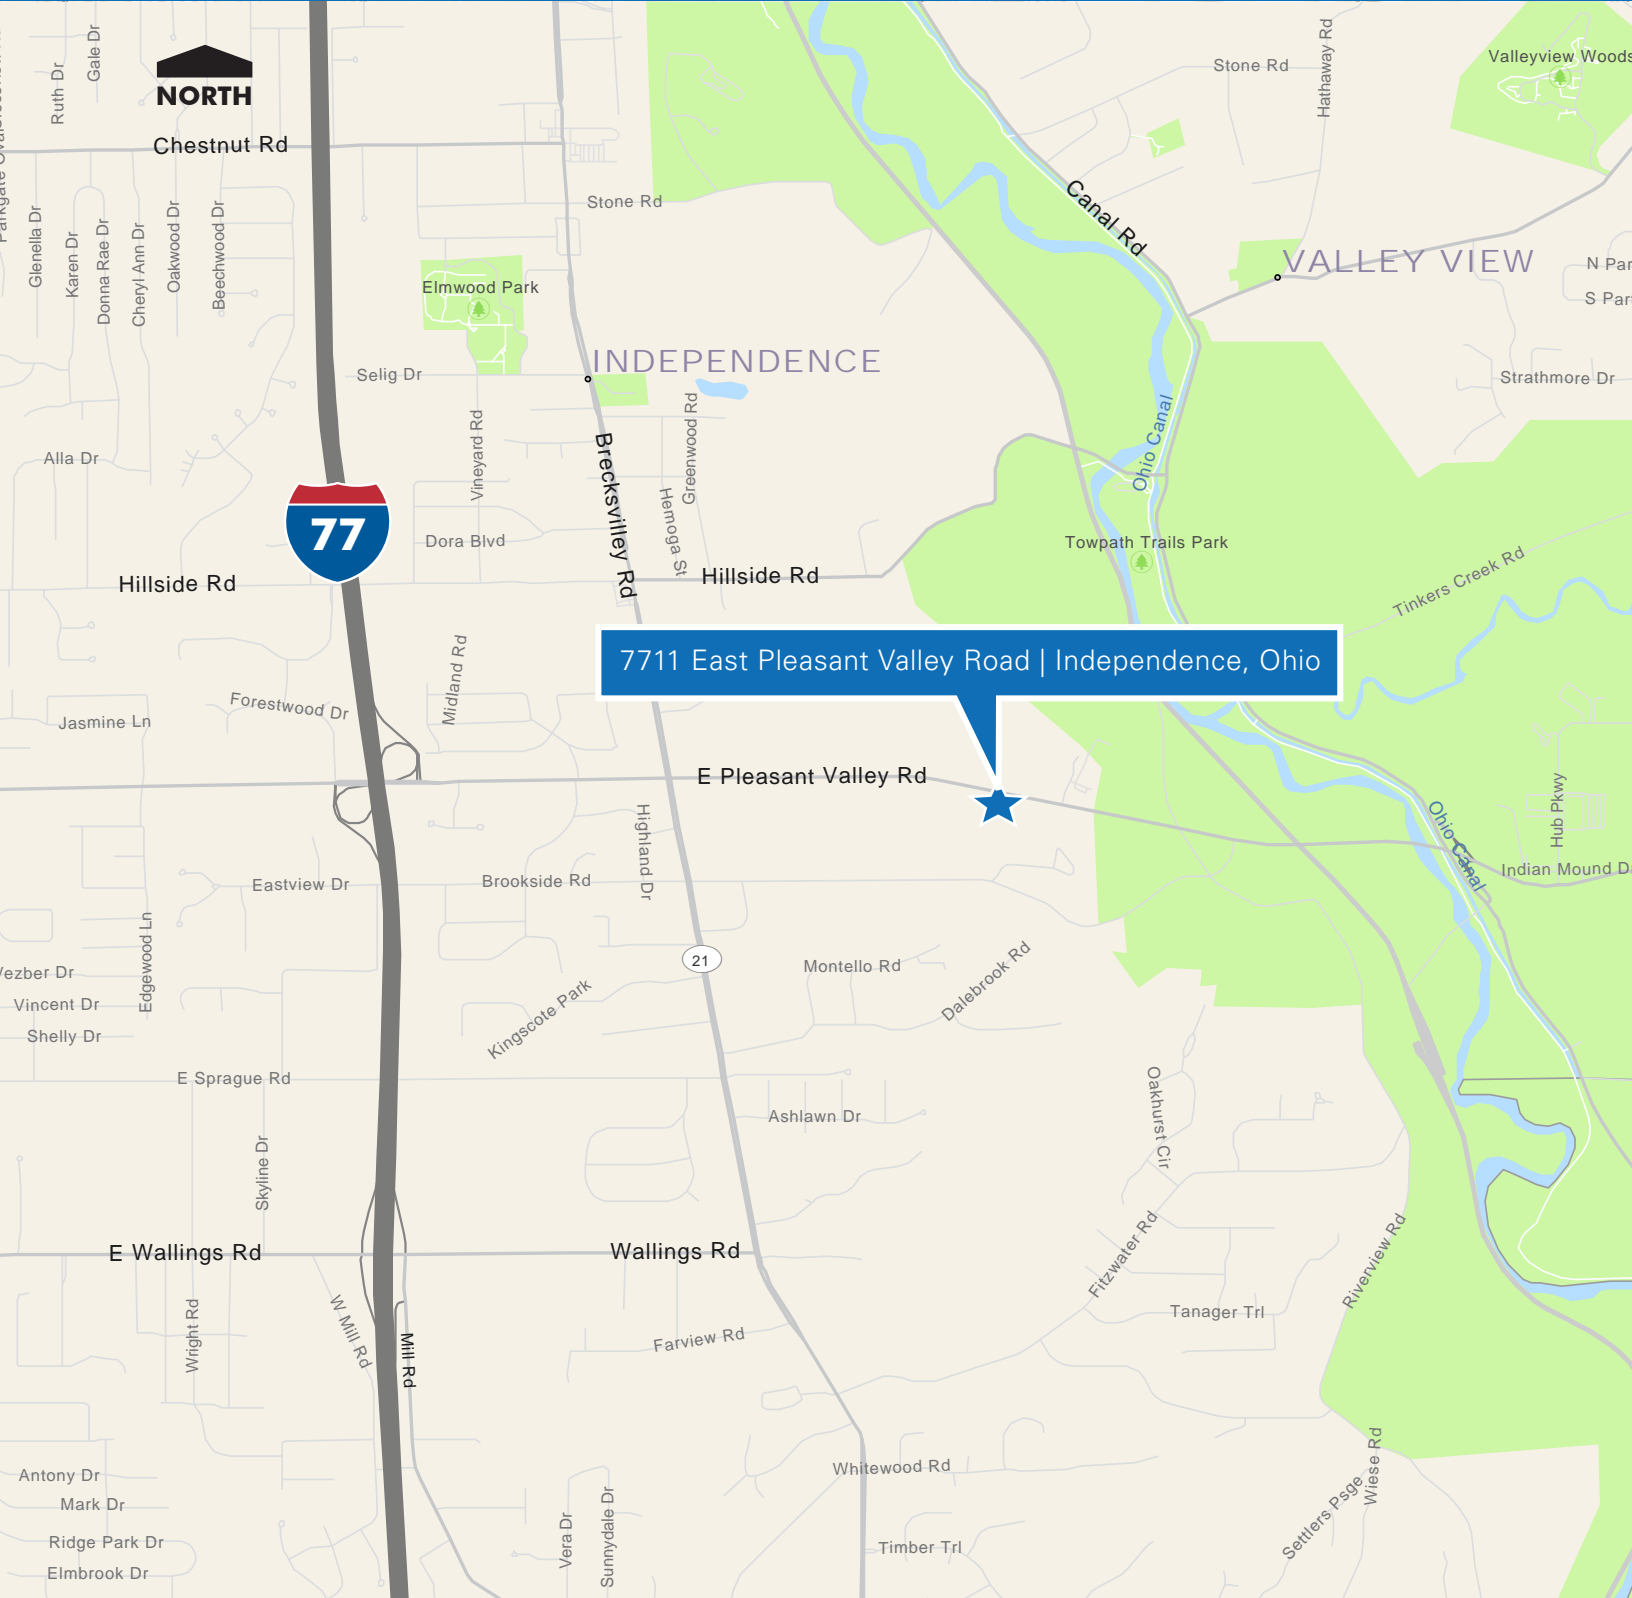 Gale Dr
Ruth Dr
NORTH
Chestnut Rd
Stone Rd
Hathaway Rd
Valleyview Woods
Canal Rd
Stone Rd
VALLEY VIEW
N Par
S Par
Glenella Dr
Karen Dr
Donna Rae Dr
Cheryl Ann Dr
Oakwood Dr
Beechwood Dr
Elmwood Park
INDEPENDENCE
Selig Dr
Strathmore Dr
Alla Dr
Vineyard Rd
Brecksvilley Rd
Greenwood Rd
Hemoga St
Ohio Canal
77
Dora Blvd
Towpath Trails Park
Tinkers Creek Rd
Hillside Rd
Hillside Rd
7711 East Pleasant Valley Road | Independence, Ohio
Midland Rd
Forestwood Dr
Jasmine Ln
E Pleasant Valley Rd
Highland Dr
Hub Pkwy
Ohio Canal
Canal
Indian Mound D
Eastview Dr
Brookside Rd
Edgewood Ln
21
Montello Rd
Dalebrook Rd
Vezber Dr
Vincent Dr
Shelly Dr
Kingscote Park
E Sprague Rd
Ashlawn Dr
Oakhurst Cir
Skyline Dr
E Wallings Rd
Wallings Rd
Fitzwater Rd
Riverview Rd
Wright Rd
W Mill Rd
Mill Rd
Farview Rd
Tanager Trl
Antony Dr
Mark Dr
Ridge Park Dr
Elmbrook Dr
Vera Dr
Sunnydale Dr
Whitewood Rd
Timber Trl
Settlers Psge
Wiese Rd